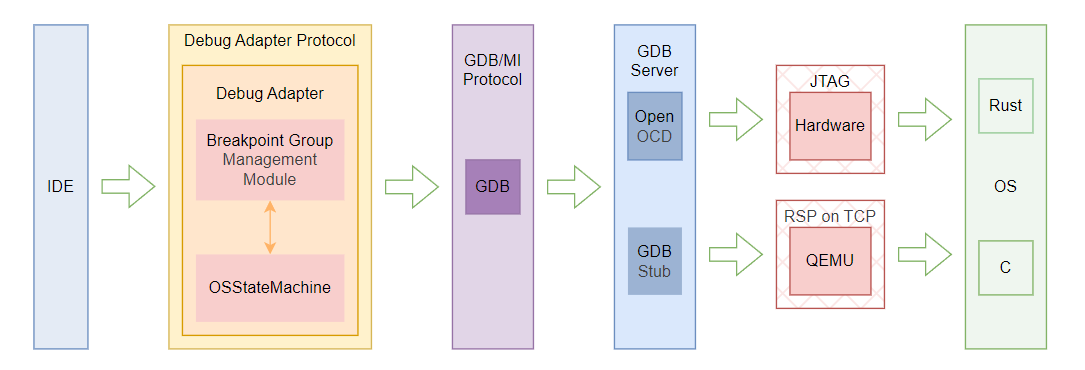 IDE
Debug Adapter Protocol
Debug Adapter
Breakpoint Group
Management
Module
OSStateMachine
GDB/MI
Protocol
GDB
GDB
Server
Open
OCD
GDB
Stub
JTAG
Hardware
RSP on TCP
QEMU
Rust
OS
C